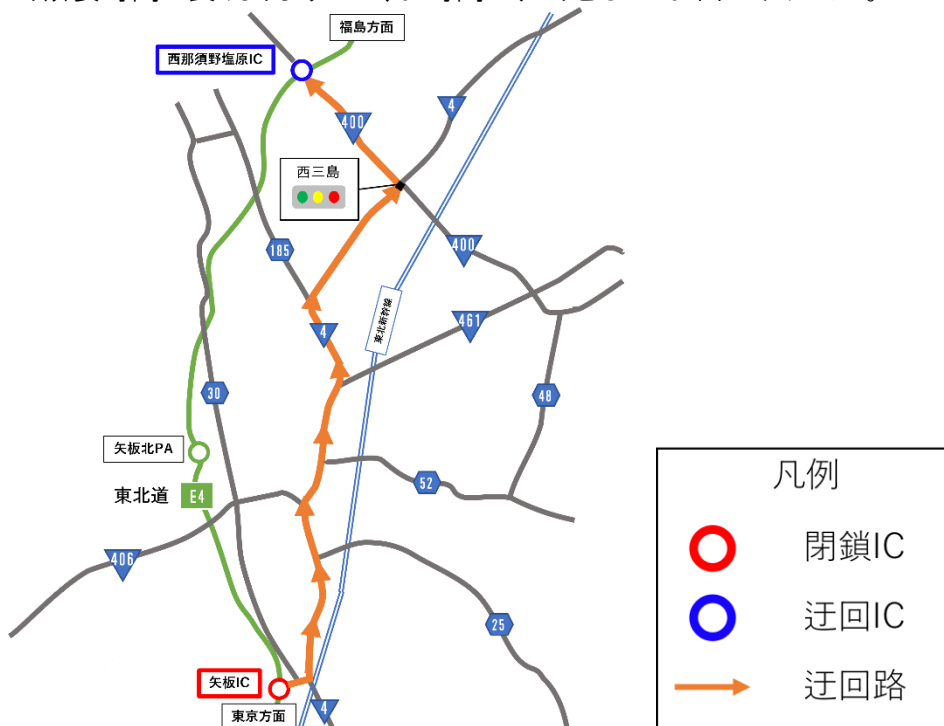 福島方面
西那須野塩原IC
4
400
西三島
185
400
東北新幹線
4
461
30
48
矢板北PA
東北道 E4
52
406
25
矢板IC
東京方面
4
凡例
閉鎖IC
迂回IC
迂回路